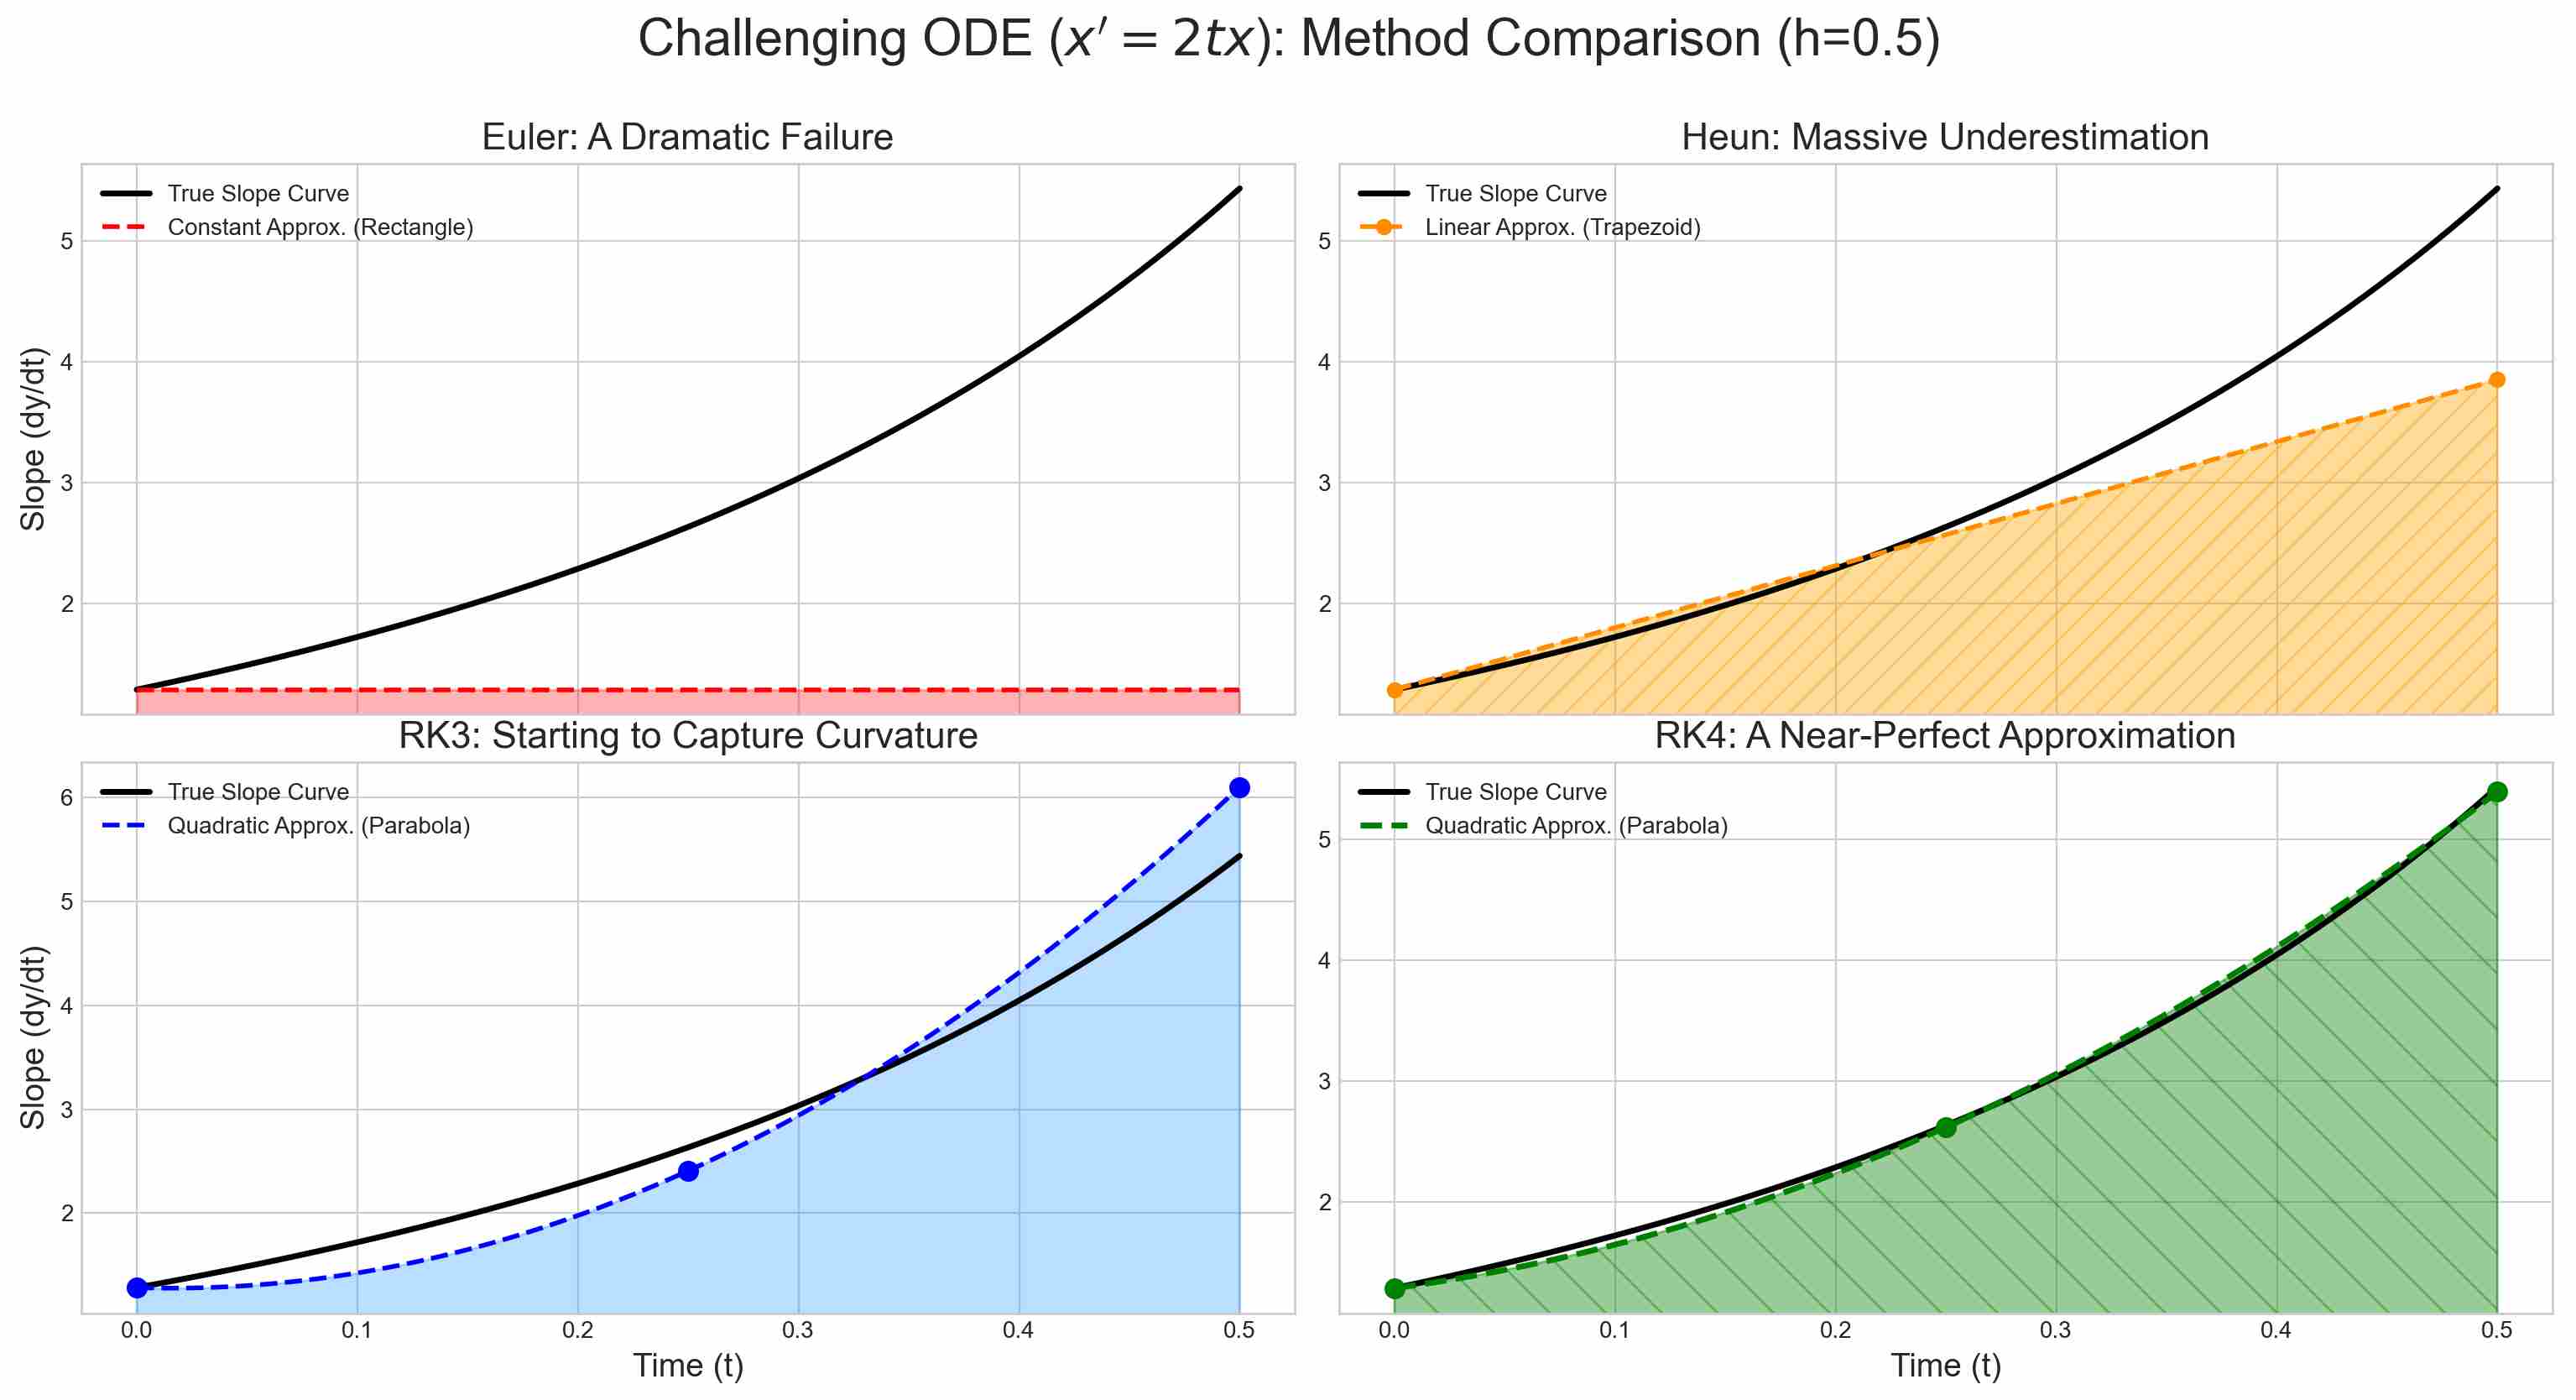 Challenging ODE (x′ = 2tx): Method Comparison (h=0.5)
Euler: A Dramatic Failure
True Slope Curve
Constant Approx. (Rectangle)
Slope (dy/dt)
5
4
3
2
Heun: Massive Underestimation
True Slope Curve
Linear Approx. (Trapezoid)
5
4
3
2
RK3: Starting to Capture Curvature
True Slope Curve
Quadratic Approx. (Parabola)
Slope (dy/dt)
6
5
4
3
2
0.0 0.1 0.2 0.3 0.4 0.5
Time (t)
RK4: A Near-Perfect Approximation
True Slope Curve
Quadratic Approx. (Parabola)
5
4
3
2
0.0 0.1 0.2 0.3 0.4 0.5
Time (t)